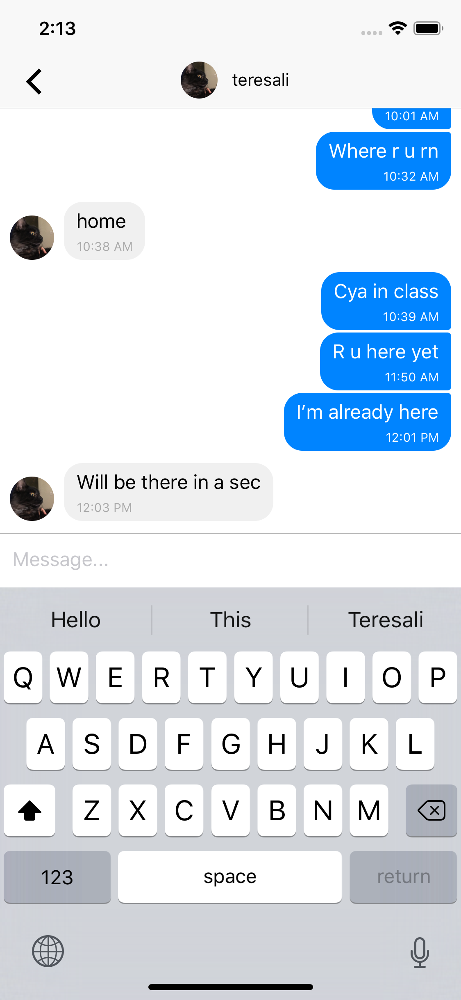 2:13
teresali
10:01 AM
Where r u rn
10:32 AM
home
10:38 AM
Cya in class
10:39 AM
R u here yet
11:50 AM
I’m already here
12:01 PM
Will be there in a sec
12:03 PM
Message...
Hello This Teresali
Q W E R T Y U I O P
A S D F G H J K L
Z X C V B N M
123 space return